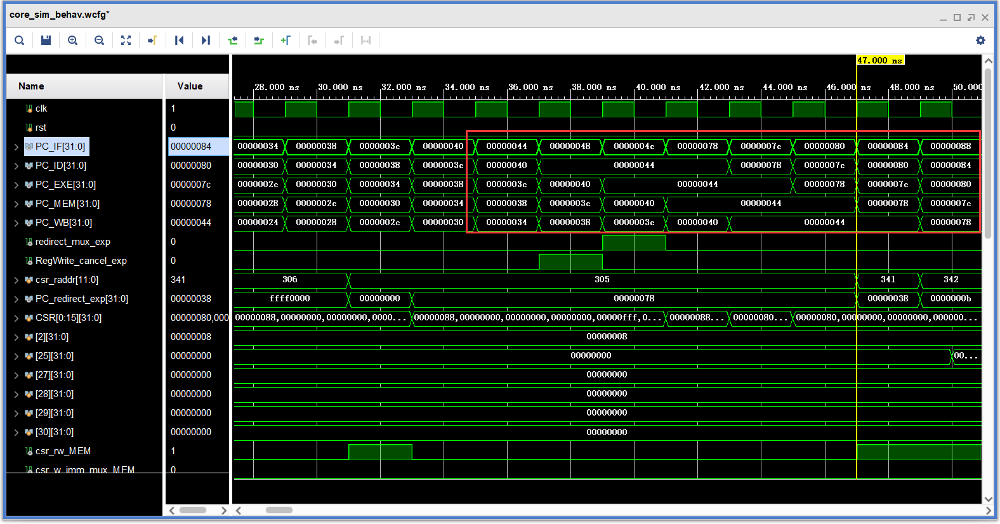 core_sim_behav.wcfg*
47.000 ns
Name Value 28.000 ns 30.000 ns 32.000 ns 34.000 ns 36.000 ns 38.000 ns 40.000 ns 42.000 ns 44.000 ns 46.000 ns 48.000 ns 50.000
clk 1
rst 0
PC_IF[31:0] 00000084 00000034 00000038 0000003c 00000040 00000044 00000048 0000004c 00000078 0000007c 00000080 00000084 00000088
PC_ID[31:0] 00000080 00000030 00000034 00000038 0000003c 00000040 00000044 00000078 0000007c 00000080 00000084
PC_EXE[31:0] 0000007c 0000002c 00000030 00000034 00000038 0000003c 00000040 00000044 00000078 0000007c 00000080
PC_MEM[31:0] 00000078 00000028 0000002c 00000030 00000034 00000038 0000003c 00000040 00000044 00000078 0000007c
PC_WB[31:0] 00000044 00000024 00000028 0000002c 00000030 00000034 00000038 0000003c 00000040 00000044 00000078
redirect_mux_exp 0
RegWrite_cancel_exp 0
csr_raddr[11:0] 341 306 305 341 342
PC_redirect_exp[31:0] 00000038 ffff0000 00000000 00000078 00000038 0000000b
CSR[0:15][31:0] 00000080,000 00000088,00000000,00000000,0000... 00000088,00000000,00000000,00000000,00000fff,0... 00000088... 00000080... 00000080,00000000,00000000,000000...
[2][31:0] 00000008 00000008
[25][31:0] 00000000 00000000 00...
[27][31:0] 00000000 00000000
[28][31:0] 00000000 00000000
[29][31:0] 00000000 00000000
[30][31:0] 00000000 00000000
csr_rw_MEM 1
csr_w_imm_mux_MEM 0